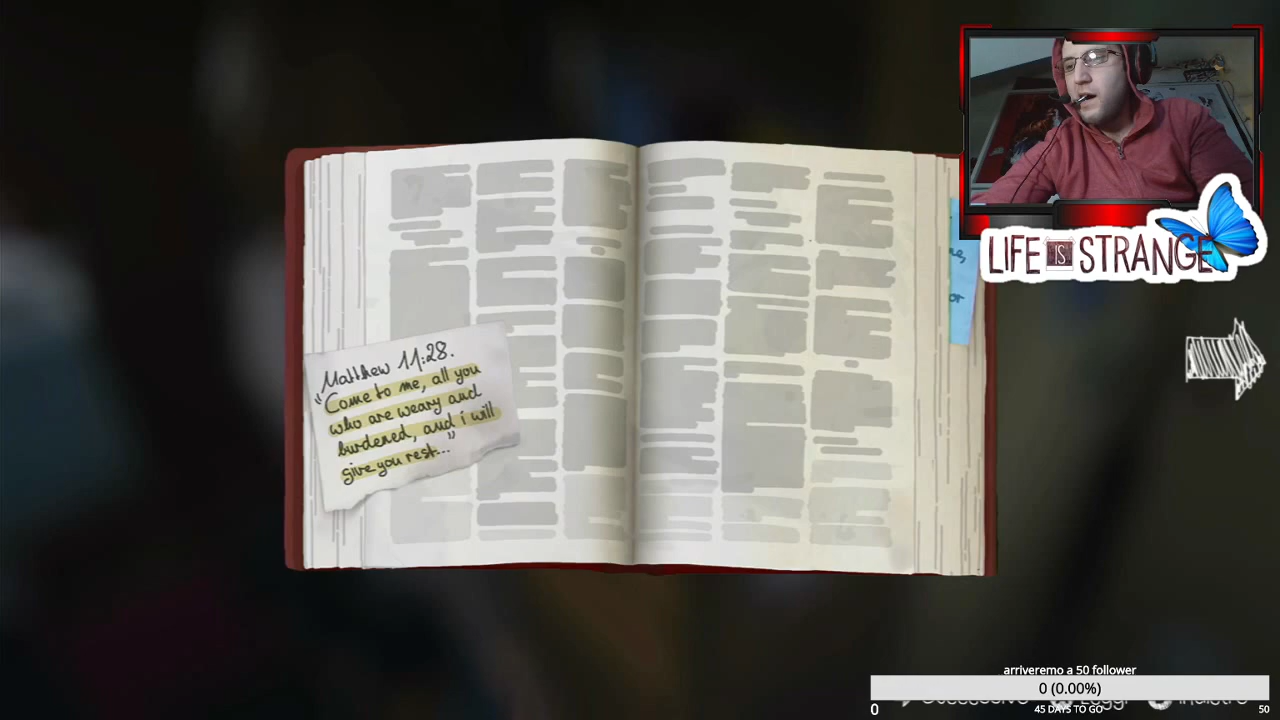 Matthew 11:28.
"Come to me, all you
who are weary and
burdened, and i will
give you rest..."
LIFE IS STRANGE
arriveremo a 50 follower
0 (0.00%)
0
45 DAYS TO GO
50